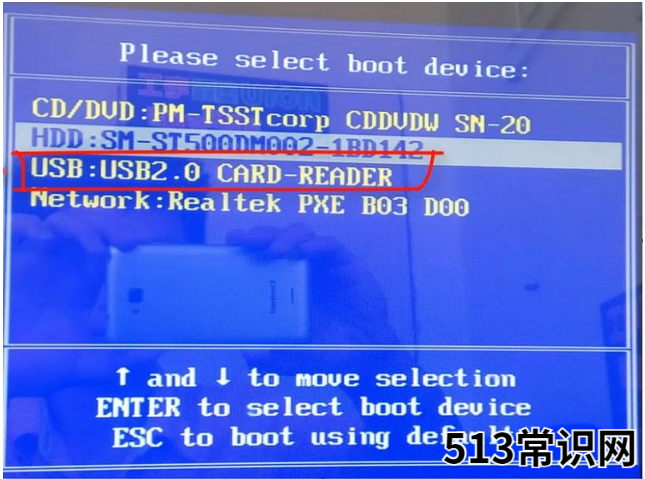 Please select boot device:
CD/DVD:PM-TSSTcorp CDDVDW SN-20
HDD:SM-ST500DM002-1BD142
USB:USB2.0 CARD-READER
Network:Realtek PXE B03 D00
↑ and ↓ to move selection
ENTER to select boot device
ESC to boot using
513常识网